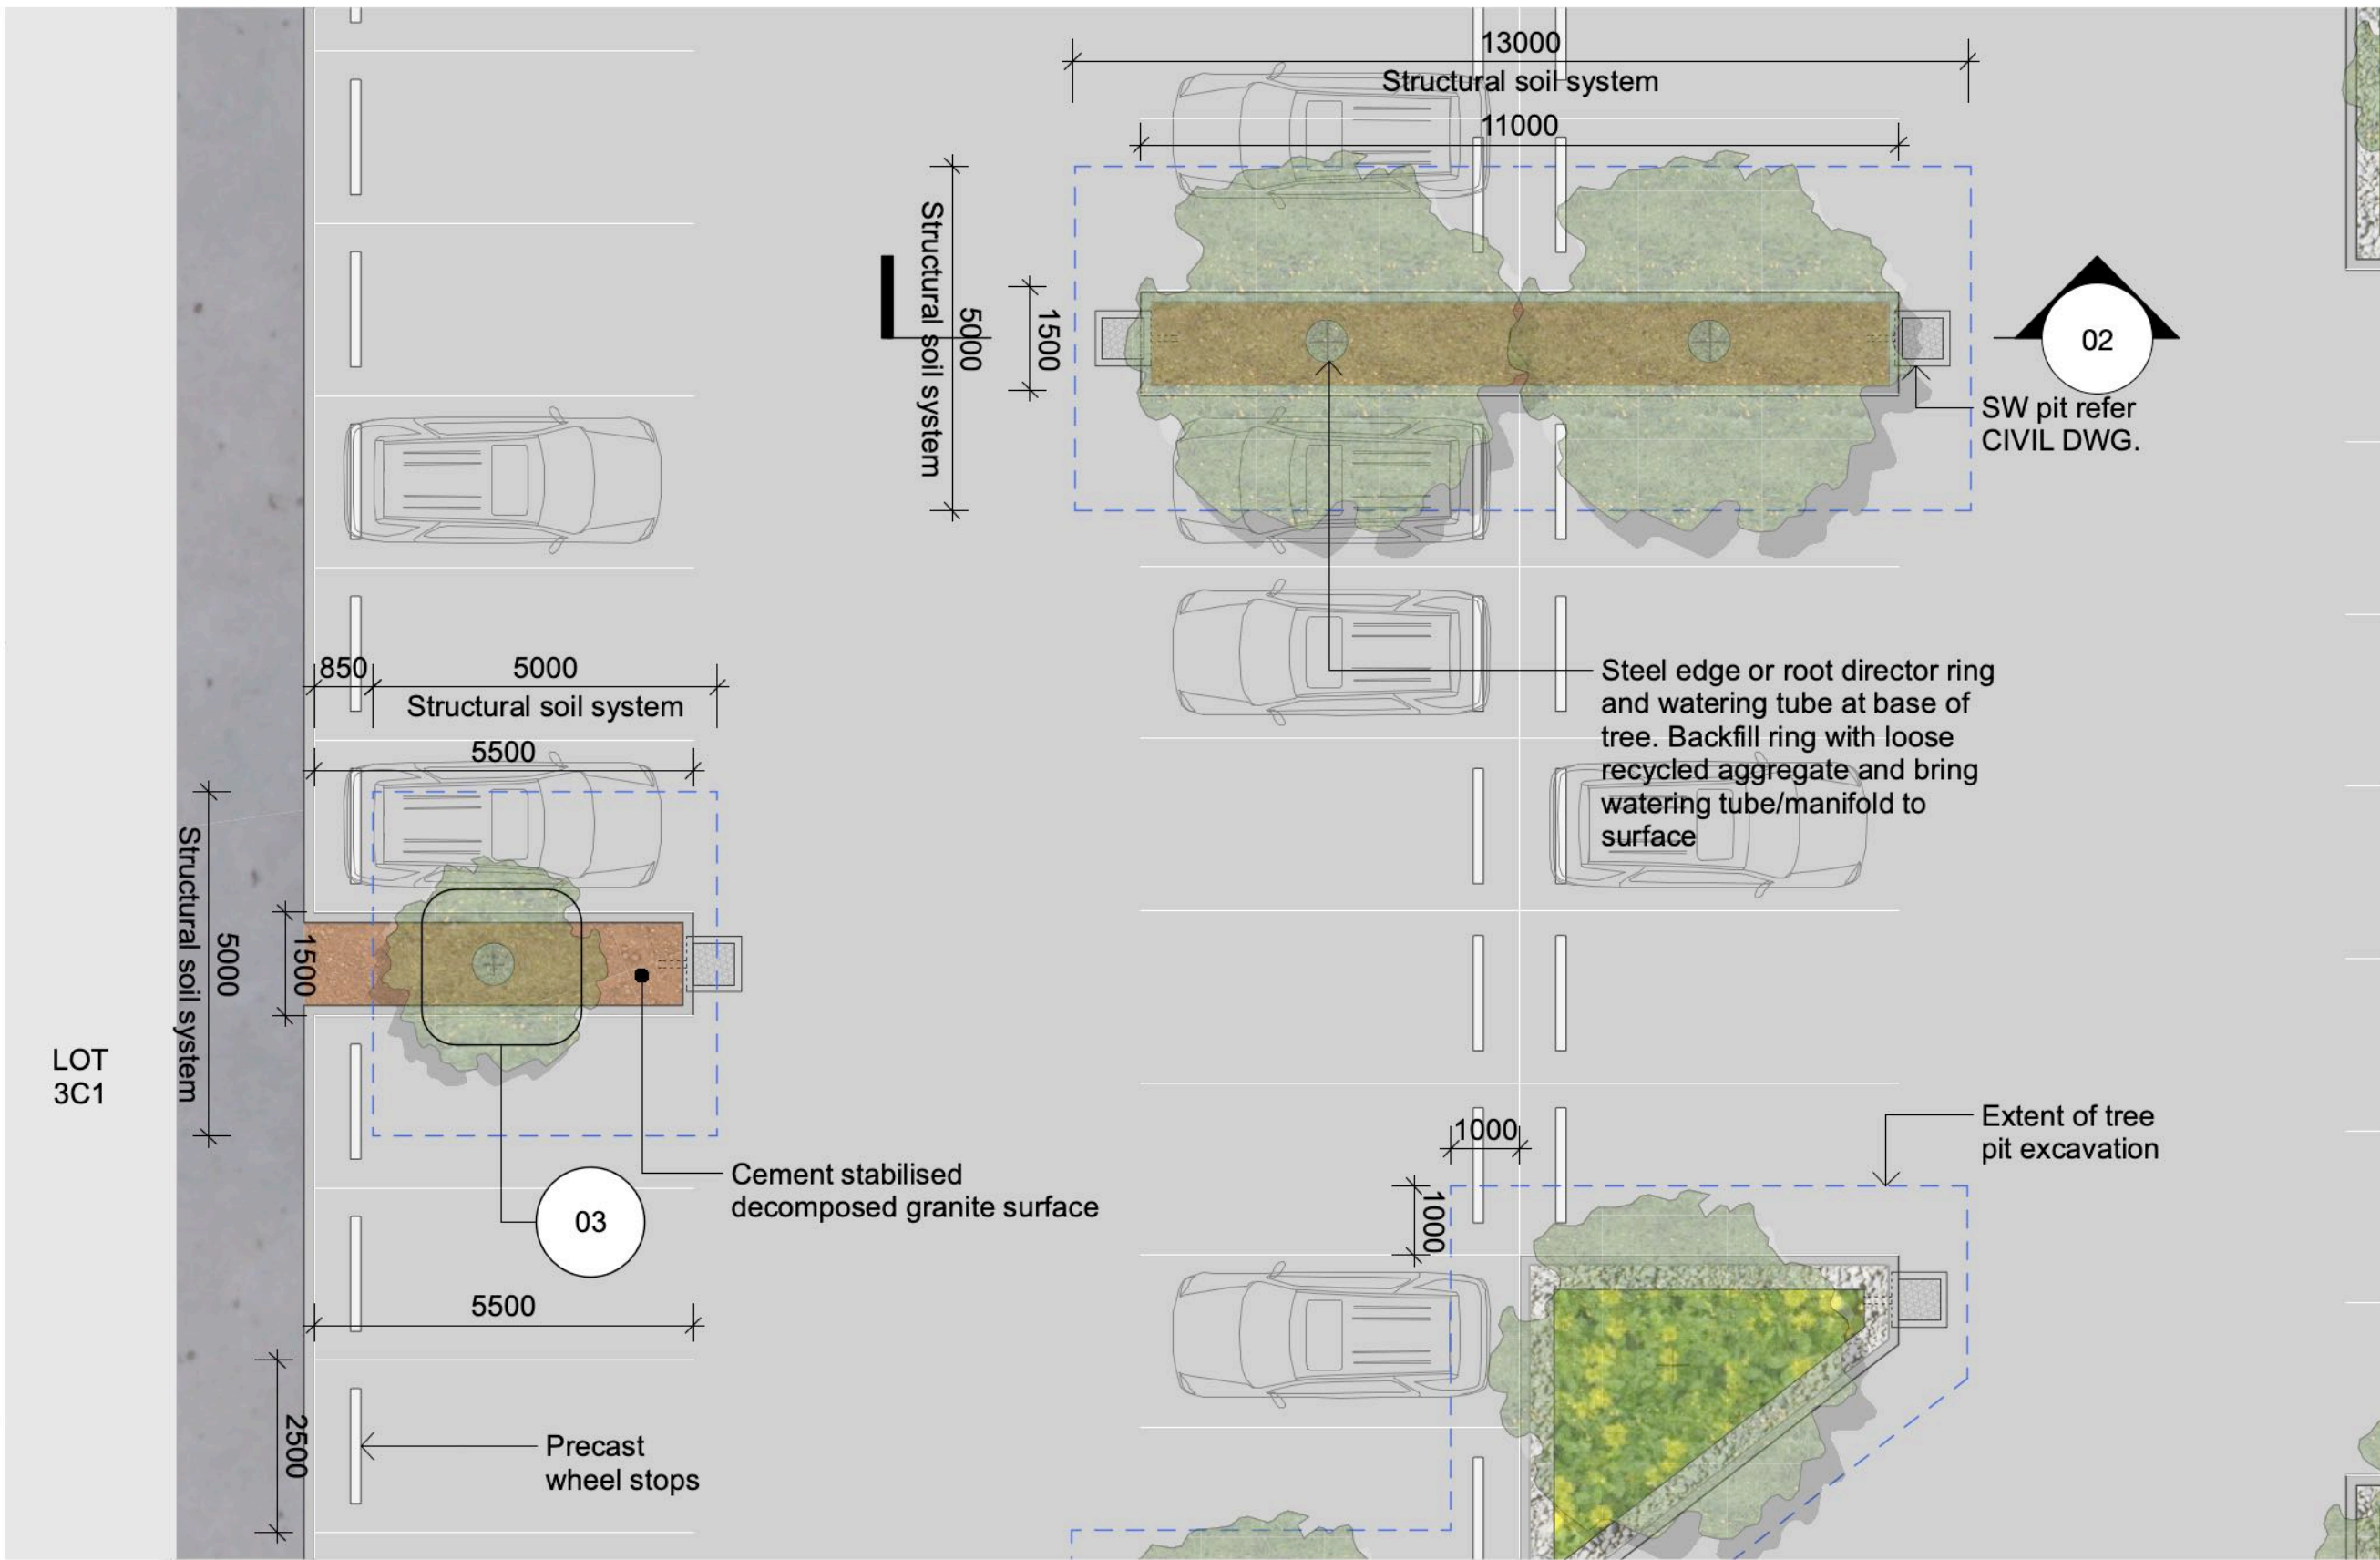 13000
Structural soil system
11000
Structural soil system
5000
1500
02
SW pit refer
CIVIL DWG.
850
5000
Structural soil system
5500
Steel edge or root director ring
and watering tube at base of
tree. Backfill ring with loose
recycled aggregate and bring
watering tube/manifold to
surface
Structural soil system
5000
1500
LOT
3C1
Cement stabilised
decomposed granite surface
03
1000
1000
Extent of tree
pit excavation
5500
2500
Precast
wheel stops